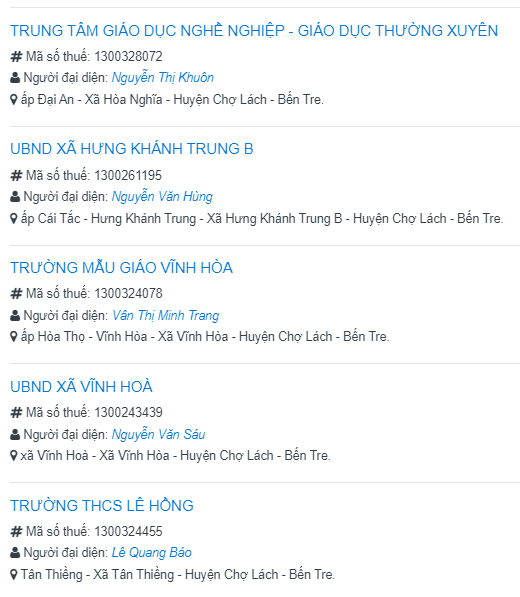 TRUNG TÂM GIÁO DỤC NGHỀ NGHIỆP - GIÁO DỤC THƯỜNG XUYÊN
Mã số thuế: 1300328072
Người đại diện: Nguyễn Thị Khuôn
ấp Đại An - Xã Hòa Nghĩa - Huyện Chợ Lách - Bến Tre.
UBND XÃ HƯNG KHÁNH TRUNG B
Mã số thuế: 1300261195
Người đại diện: Nguyễn Văn Hùng
ấp Cái Tắc - Hưng Khánh Trung - Xã Hưng Khánh Trung B - Huyện Chợ Lách - Bến Tre.
TRƯỜNG MẪU GIÁO VĨNH HÒA
Mã số thuế: 1300324078
Người đại diện: Văn Thị Minh Trang
ấp Hòa Thọ - Vĩnh Hòa - Xã Vĩnh Hòa - Huyện Chợ Lách - Bến Tre.
UBND XÃ VĨNH HOÀ
Mã số thuế: 1300243439
Người đại diện: Nguyễn Văn Sáu
xã Vĩnh Hoà - Xã Vĩnh Hòa - Huyện Chợ Lách - Bến Tre.
TRƯỜNG THCS LÊ HỒNG
Mã số thuế: 1300324455
Người đại diện: Lê Quang Báo
Tân Thiềng - Xã Tân Thiềng - Huyện Chợ Lách - Bến Tre.